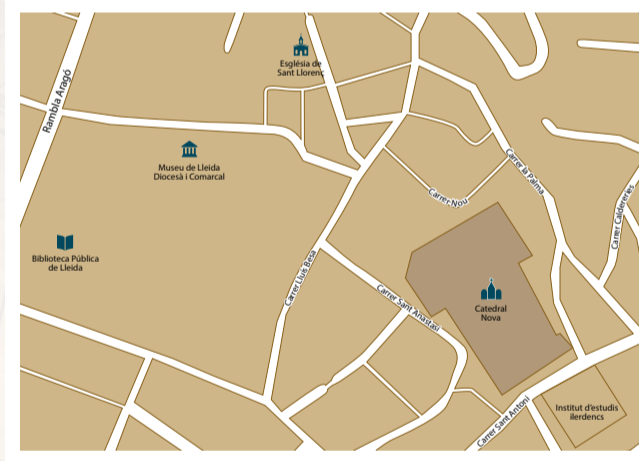 Església de
Sant Llorenç
Rambla Aragó
Museu de Lleida
Diocesà i Comarcal
Carrer la Palma
Carrer Nou
Carrer Caldereries
Biblioteca Pública
de Lleida
Carrer Lluís Besa
Carrer Sant Anastasi
Catedral
Nova
Carrer Sant Antoni
Institut d'estudis
ilerdencs